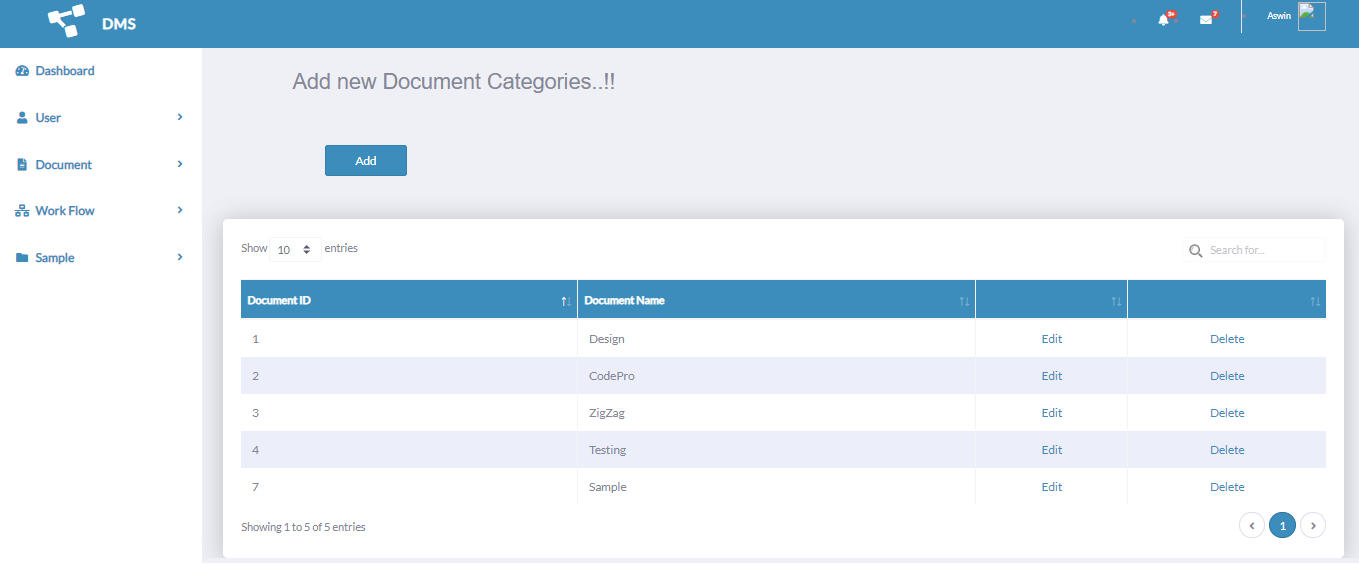 DMS
3+
7
Aswin
Dashboard
User
Document
Work Flow
Sample
Add new Document Categories..!!
Add
Show 10 entries
Search for...
Document ID Document Name
1 Design Edit Delete
2 CodePro Edit Delete
3 ZigZag Edit Delete
4 Testing Edit Delete
7 Sample Edit Delete
Showing 1 to 5 of 5 entries
1